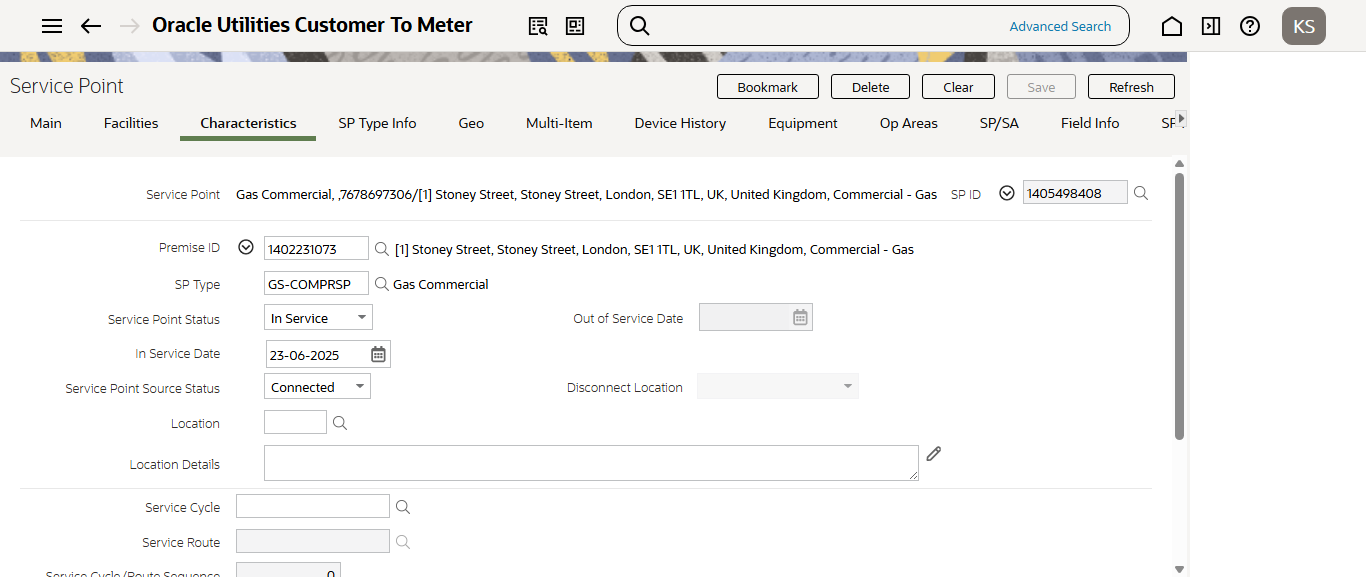 Oracle Utilities Customer To Meter
Advanced Search
KS
Service Point
Bookmark
Delete
Clear
Save
Refresh
Main
Facilities
Characteristics
SP Type Info
Geo
Multi-Item
Device History
Equipment
Op Areas
SP/SA
Field Info
Service Point
Gas Commercial, ,7678697306/[1] Stoney Street, Stoney Street, London, SE1 1TL, UK, United Kingdom, Commercial - Gas
SP ID
1405498408
Premise ID
1402231073
[1] Stoney Street, Stoney Street, London, SE1 1TL, UK, United Kingdom, Commercial - Gas
SP Type
GS-COMPRSP
Gas Commercial
Service Point Status
In Service
Out of Service Date
In Service Date
23-06-2025
Service Point Source Status
Connected
Disconnect Location
Location
Location Details
Service Cycle
Service Route
Service Cycle/Route Sequence
0